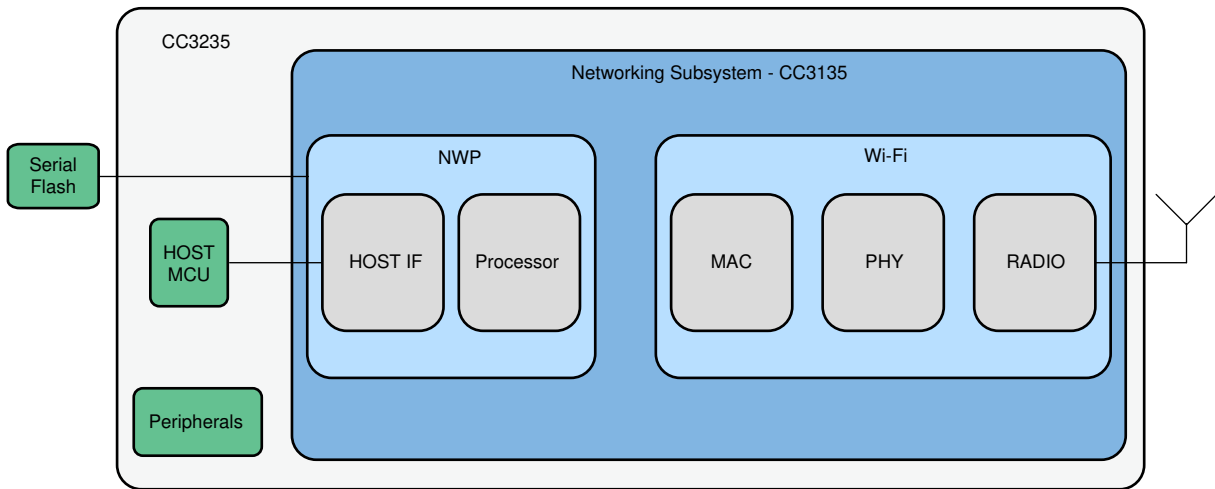 CC3235
Networking Subsystem - CC3135
NWP
Wi-Fi
Serial
Flash
HOST
MCU
HOST IF
Processor
MAC
PHY
RADIO
Peripherals